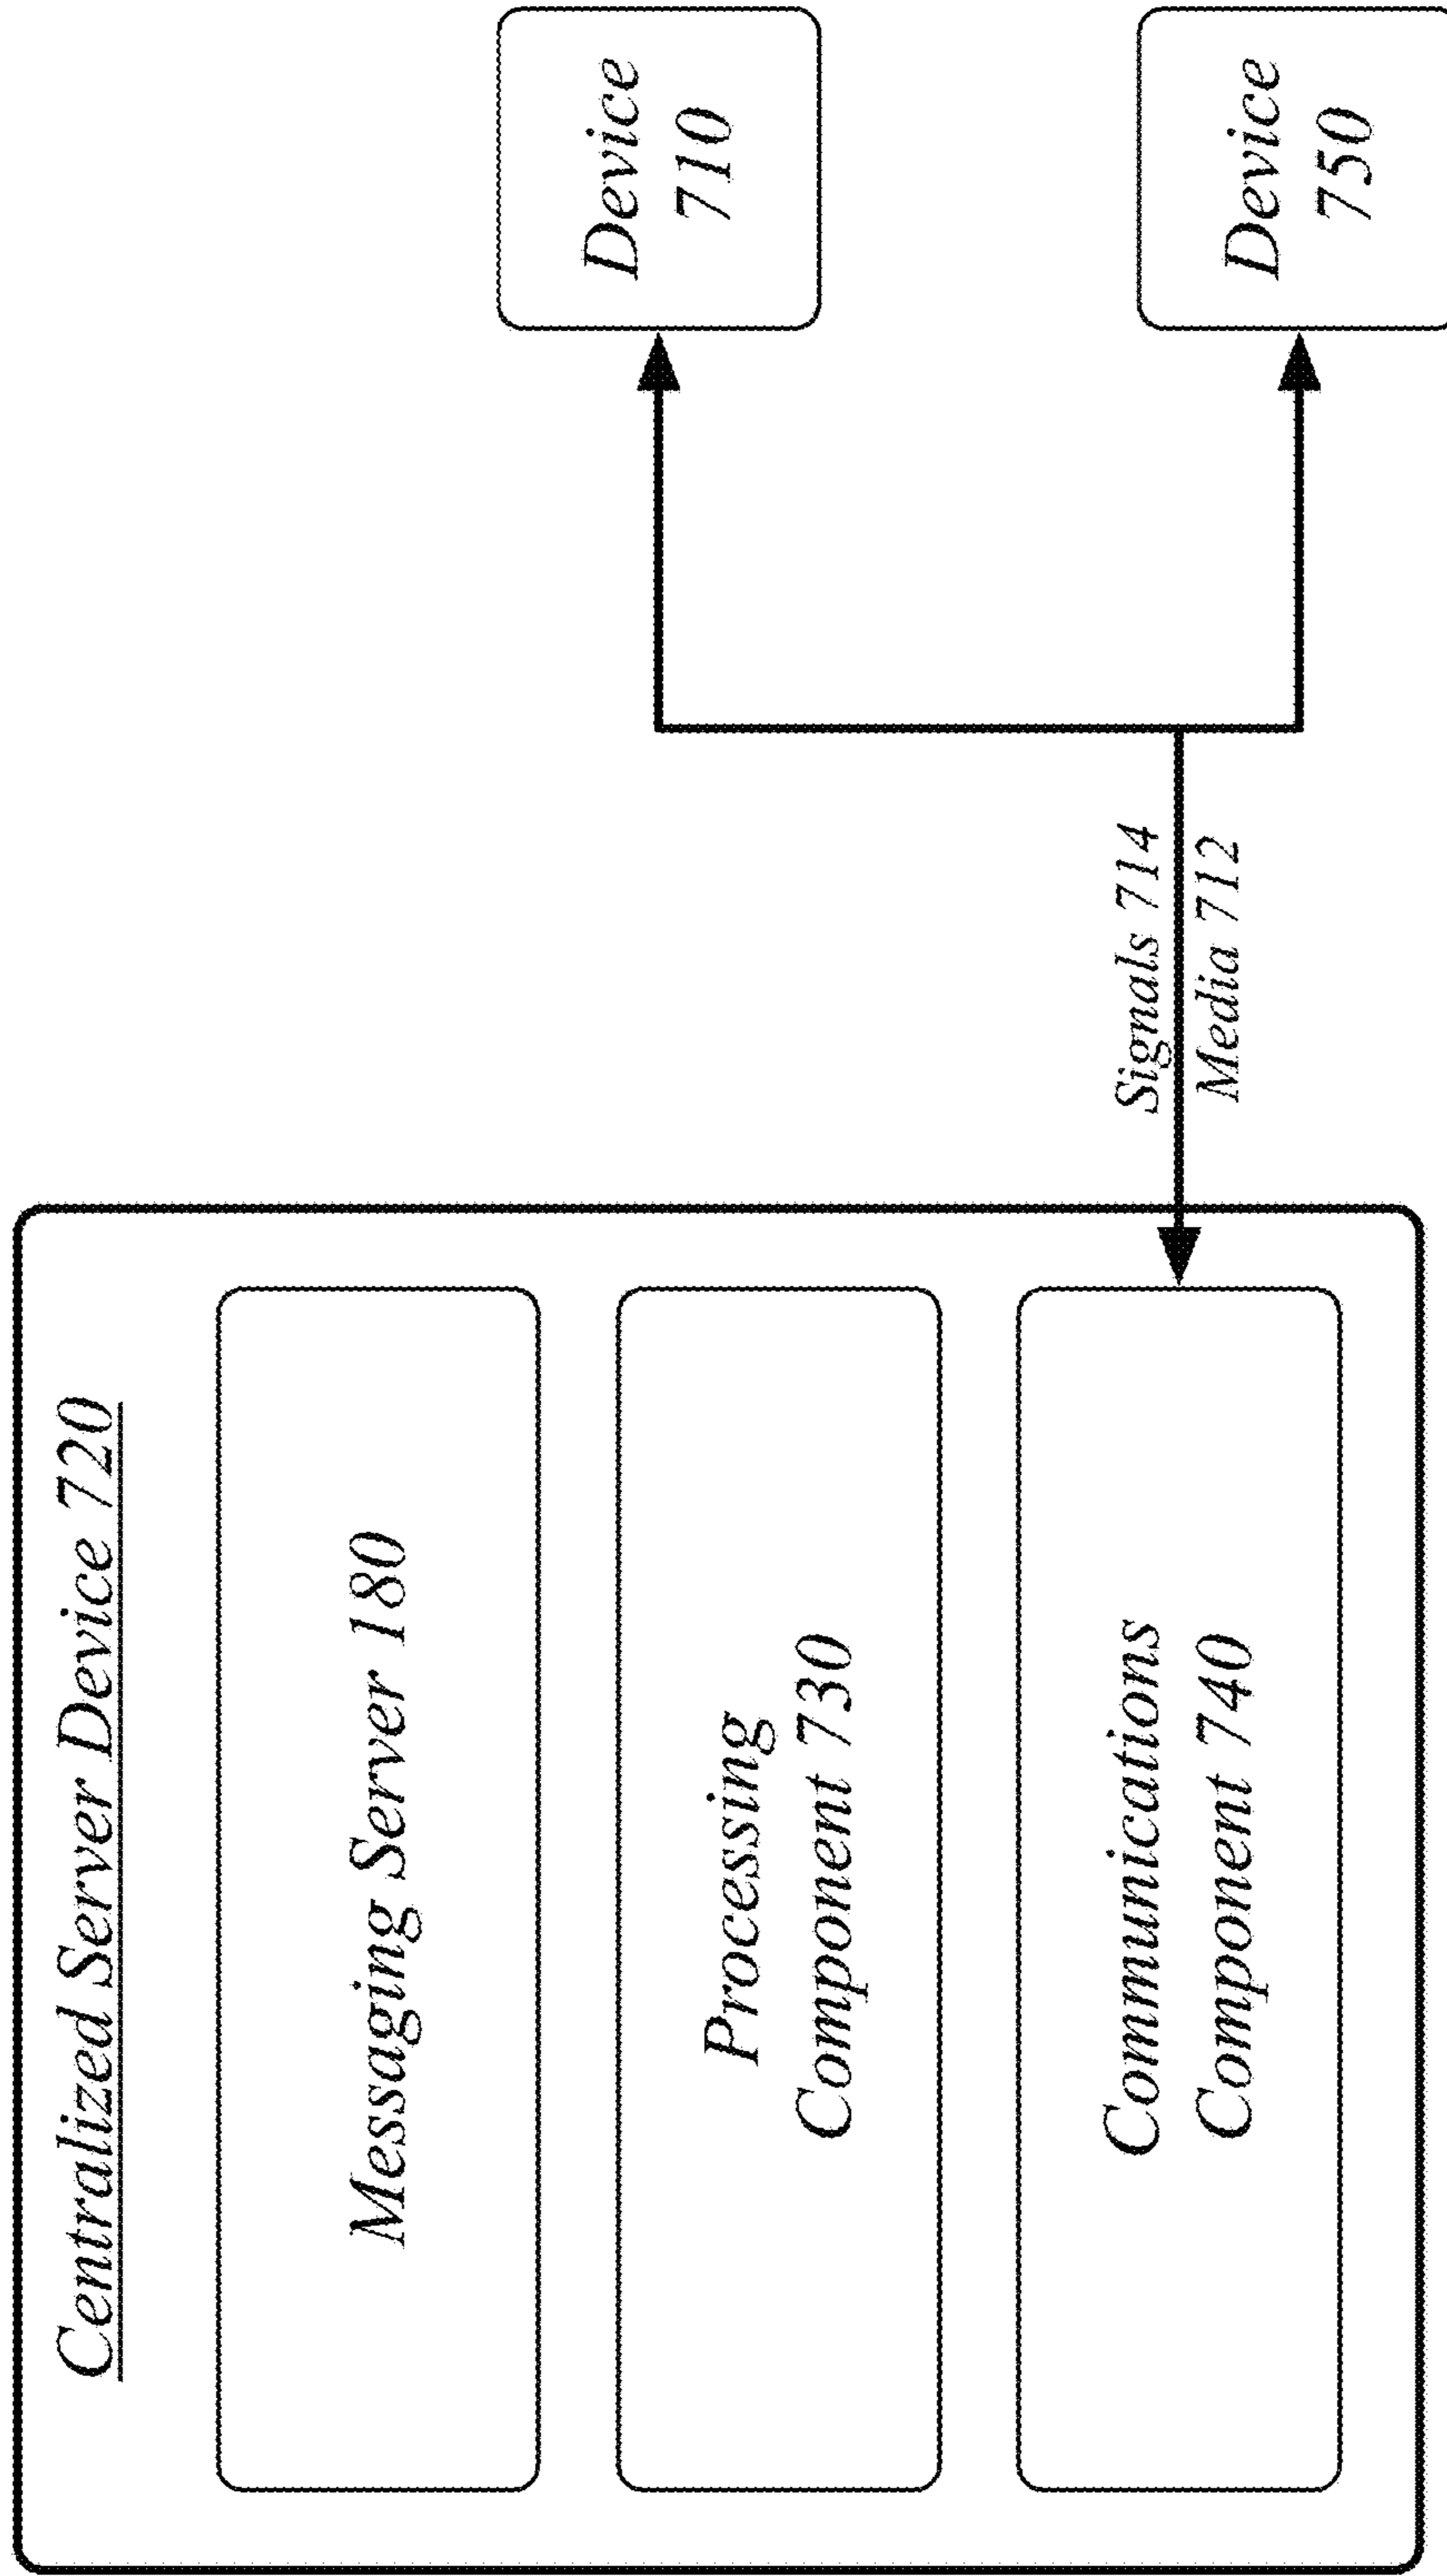 Centralized Server Device 720
Messaging Server 180
Processing
Component 730
Communications
Component 740
Signals 714
Media 712
Device
710
Device
750